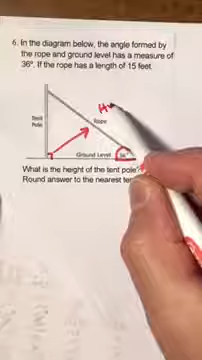 6. In the diagram below, the angle formed by
the rope and ground level has a measure of
36°. If the rope has a length of 15 feet
Tent
Pole
Rope
Ground Level
36°
What is the height of the tent pole?
Round answer to the nearest